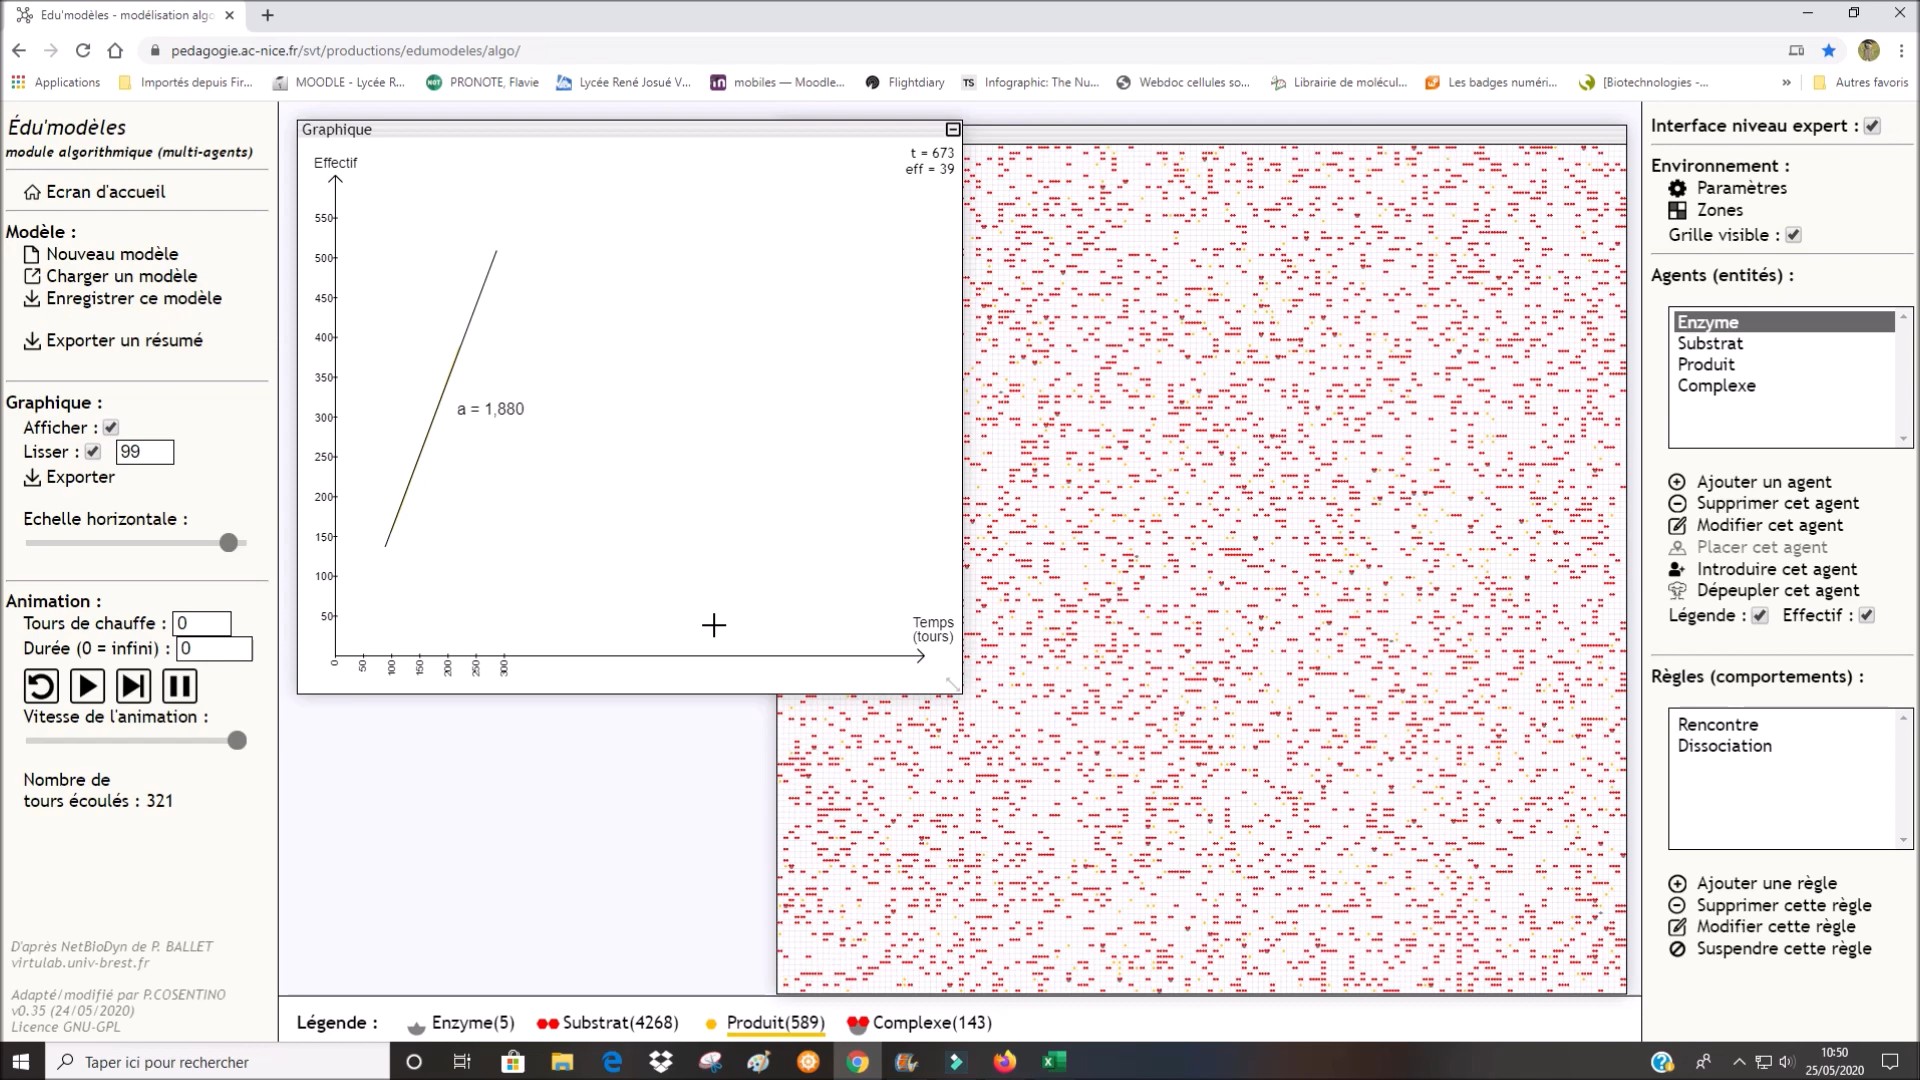 Edu'modèles - modélisation algo
pedagogie.ac-nice.fr/svt/productions/edumodeles/algo/
Applications
Importés depuis Fir...
MOODLE - Lycée R...
PRONOTE, Flavie
Lycée René Josué V...
mobiles — Moodle...
Flightdiary
TS Infographic: The Nu...
Webdoc cellules so...
Librairie de molécul...
Les badges numéri...
[Biotechnologies -...
»
Autres favoris
Édu'modèles
module algorithmique (multi-agents)
Ecran d'accueil
Modèle :
Nouveau modèle
Charger un modèle
Enregistrer ce modèle
Exporter un résumé
Graphique :
Afficher :
Lisser : 99
Exporter
Echelle horizontale :
Animation :
Tours de chauffe : 0
Durée (0 = infini) : 0
Vitesse de l'animation :
Nombre de
tours écoulés : 321
D'après NetBioDyn de P. BALLET
virtulab.univ-brest.fr
Adapté/modifié par P.COSENTINO
v0.35 (24/05/2020)
Licence GNU-GPL
Graphique
Effectif
t = 673
eff = 39
550
500
450
400
350
300
250
200
150
100
50
a = 1,880
Temps
(tours)
0 50 100 150 200 250 300
Légende : Enzyme(5) Substrat(4268) Produit(589) Complexe(143)
Interface niveau expert :
Environnement :
Paramètres
Zones
Grille visible :
Agents (entités) :
Enzyme
Substrat
Produit
Complexe
Ajouter un agent
Supprimer cet agent
Modifier cet agent
Placer cet agent
Introduire cet agent
Dépeupler cet agent
Légende : Effectif :
Règles (comportements) :
Rencontre
Dissociation
Ajouter une règle
Supprimer cette règle
Modifier cette règle
Suspendre cette règle
Taper ici pour rechercher
10:50
25/05/2020